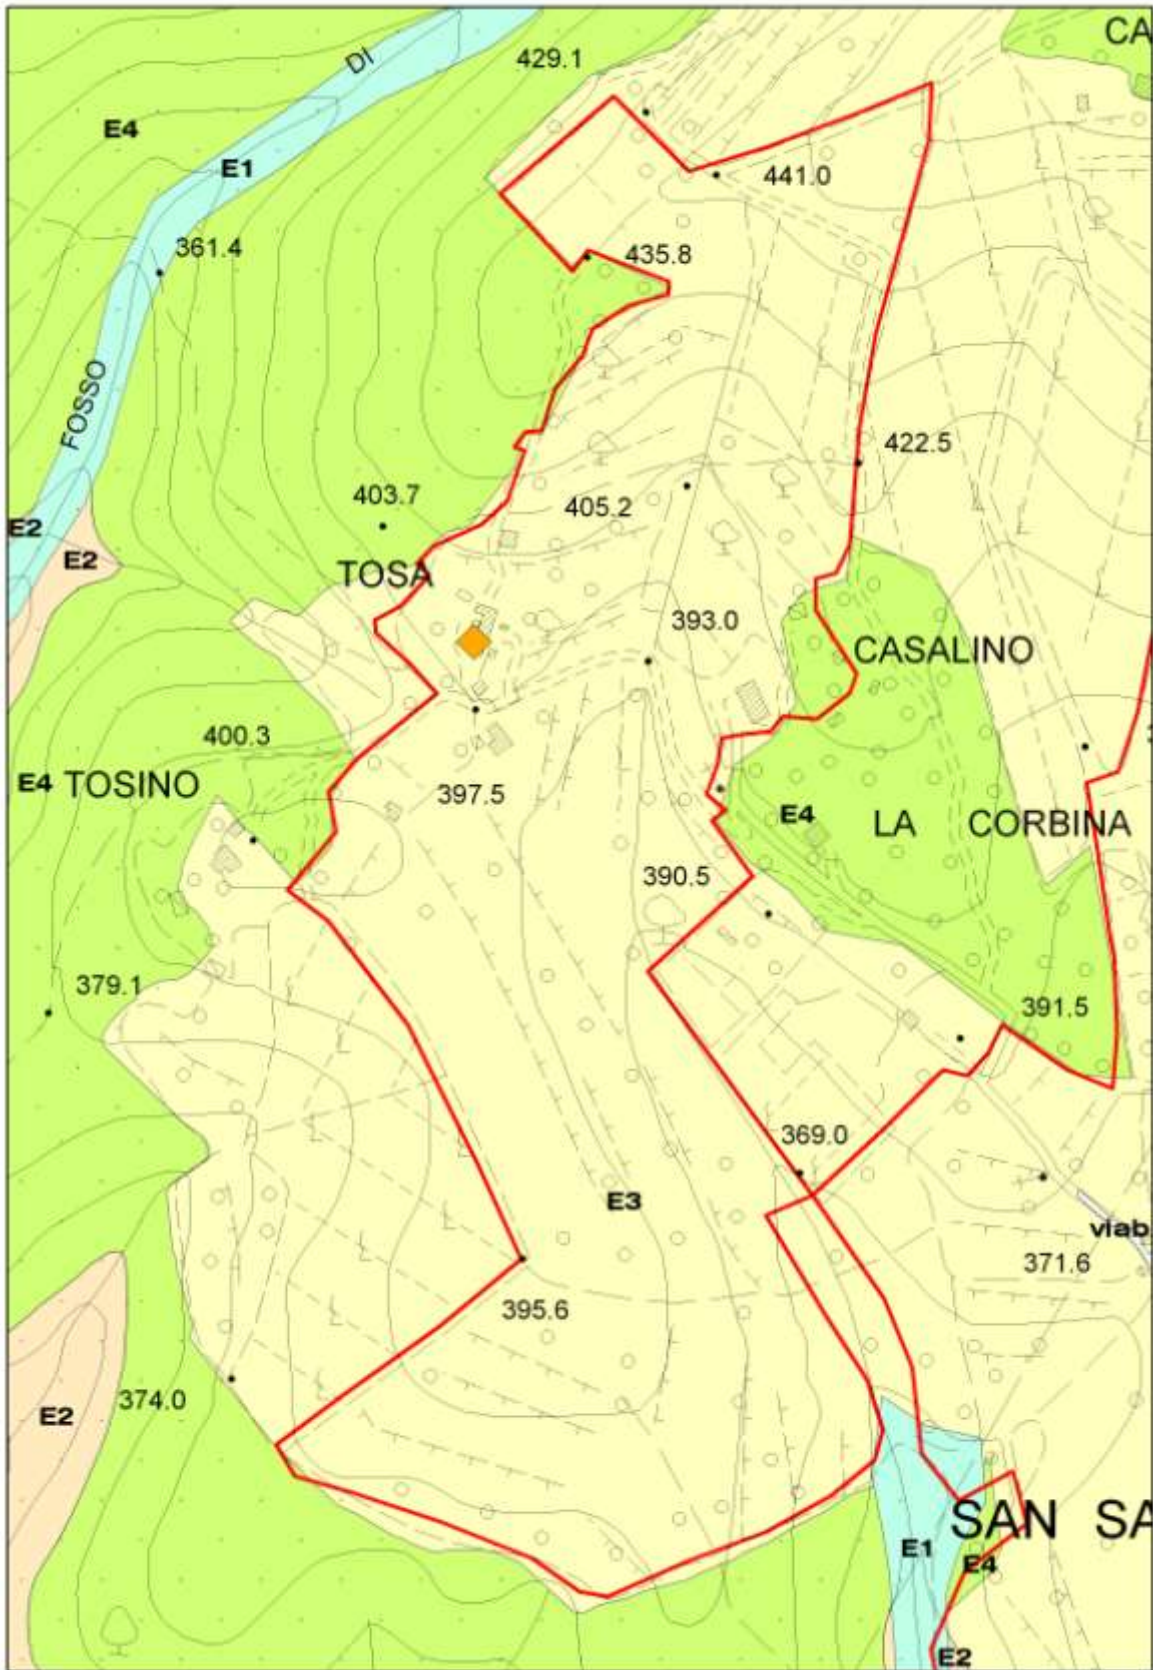 CA
DI
429.1
E4
E1
441.0
361.4
435.8
FOSSO
422.5
403.7
405.2
E2
E2
TOSA
393.0
CASALINO
400.3
E4 TOSINO
397.5
E4
LA CORBINA
390.5
379.1
391.5
369.0
E3
viab
371.6
395.6
374.0
E2
SAN SA
E1
E4
E2